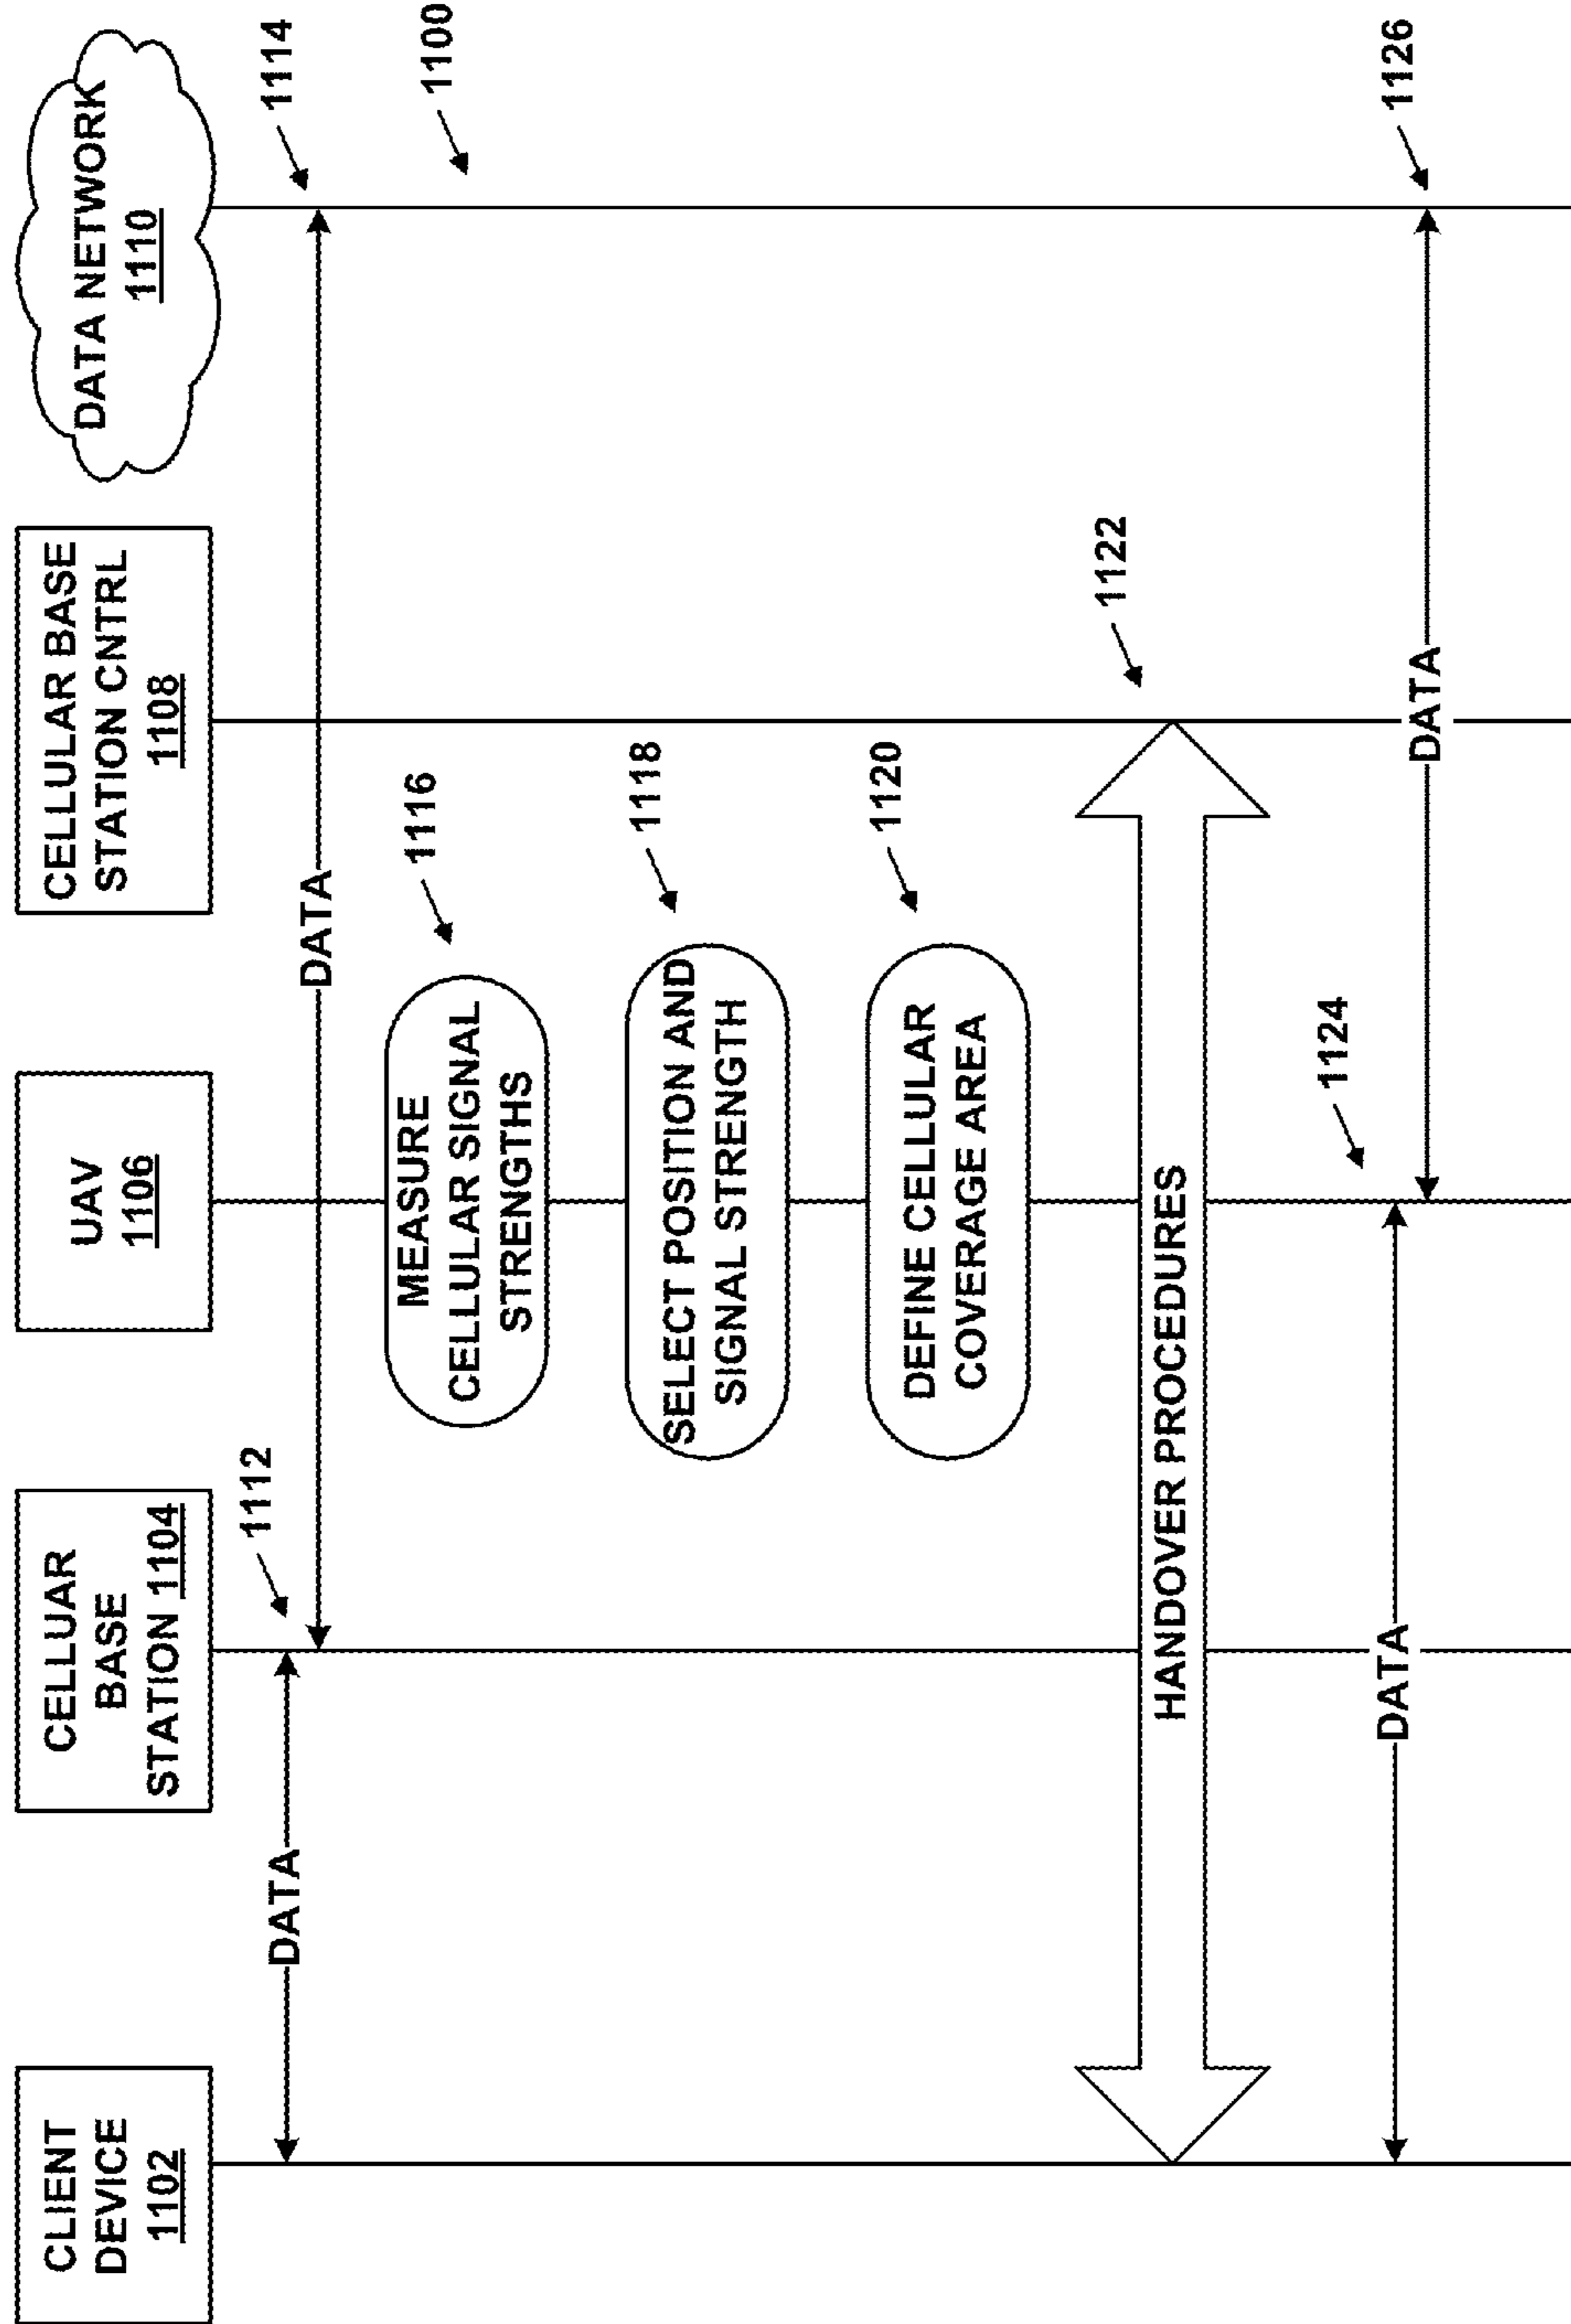 CLIENT
DEVICE
1102
CELLUAR
BASE
STATION 1104
UAV
1106
CELLULAR BASE
STATION CNTRL
1108
DATA NETWORK
1110
1112
1114
DATA
DATA
1116
1100
MEASURE
CELLULAR SIGNAL
STRENGTHS
1118
SELECT POSITION AND
SIGNAL STRENGTH
1120
DEFINE CELLULAR
COVERAGE AREA
1122
HANDOVER PROCEDURES
1124
1126
DATA
DATA